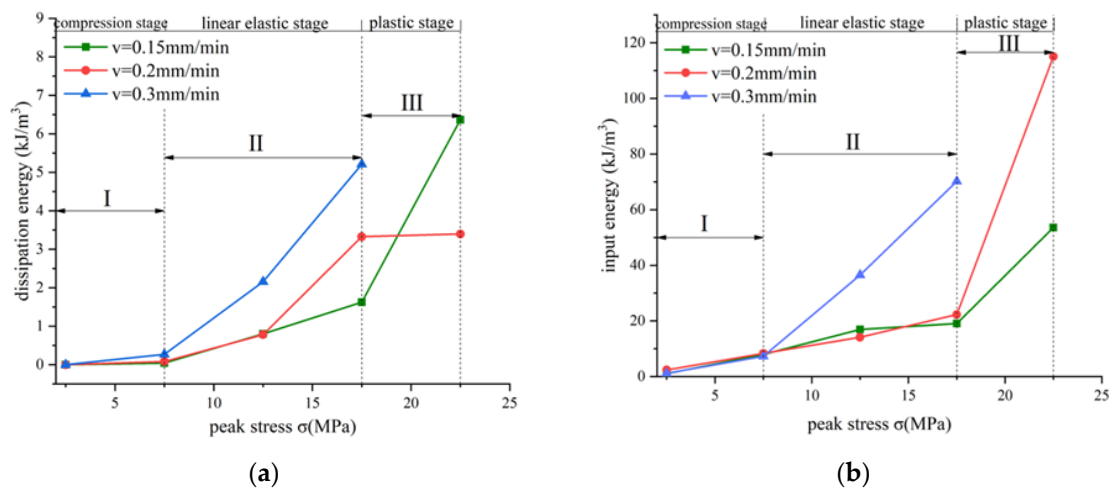 compression stage linear elastic stage plastic stage
9
v=0.15mm/min
8
v=0.2mm/min
v=0.3mm/min
7
III
6
II
5
I
4
3
2
1
0
dissipation energy (kJ/m³)
5 10 15 20 25
peak stress σ(MPa)
(a)
compression stage linear elastic stage plastic stage
120
v=0.15mm/min
III
v=0.2mm/min
100
v=0.3mm/min
80
II
60
I
40
20
0
input energy (kJ/m³)
5 10 15 20 25
peak stress σ(MPa)
(b)